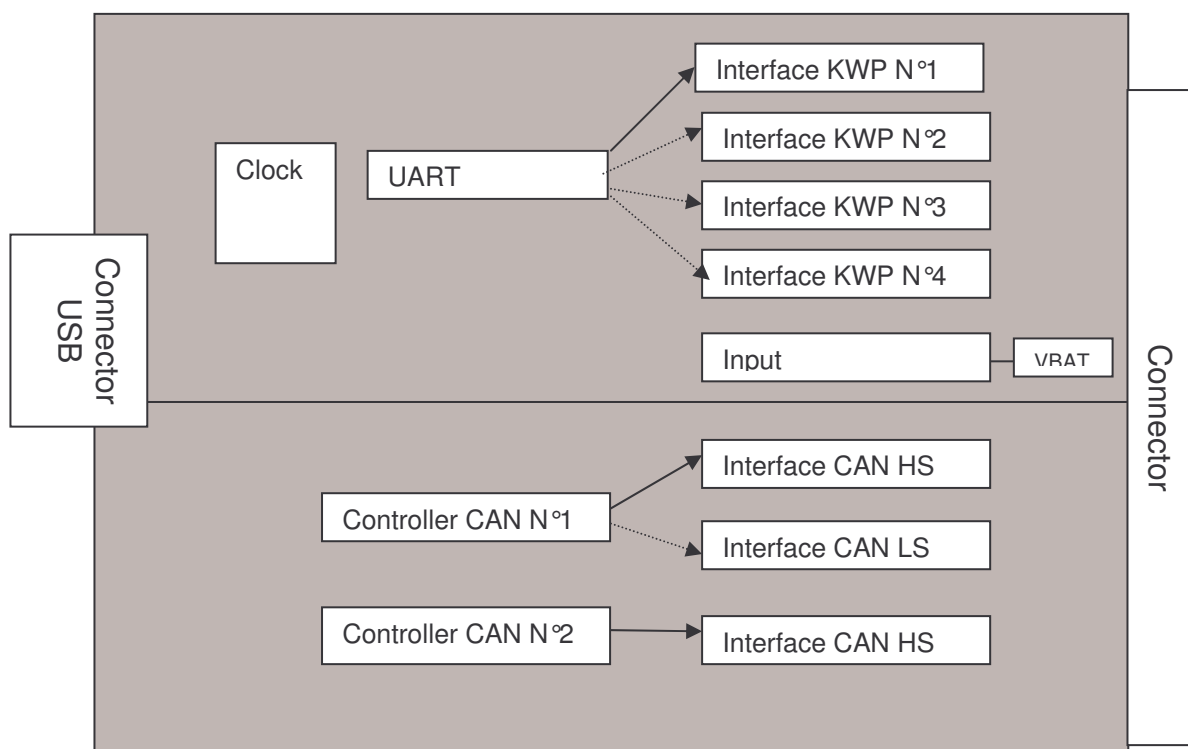 Interface KWP N°1
Interface KWP N°2
Clock
UART
Interface KWP N°3
Interface KWP N°4
Connector
USB
Input
VBAT
Connector
Interface CAN HS
Controller CAN N°1
Interface CAN LS
Controller CAN N°2
Interface CAN HS